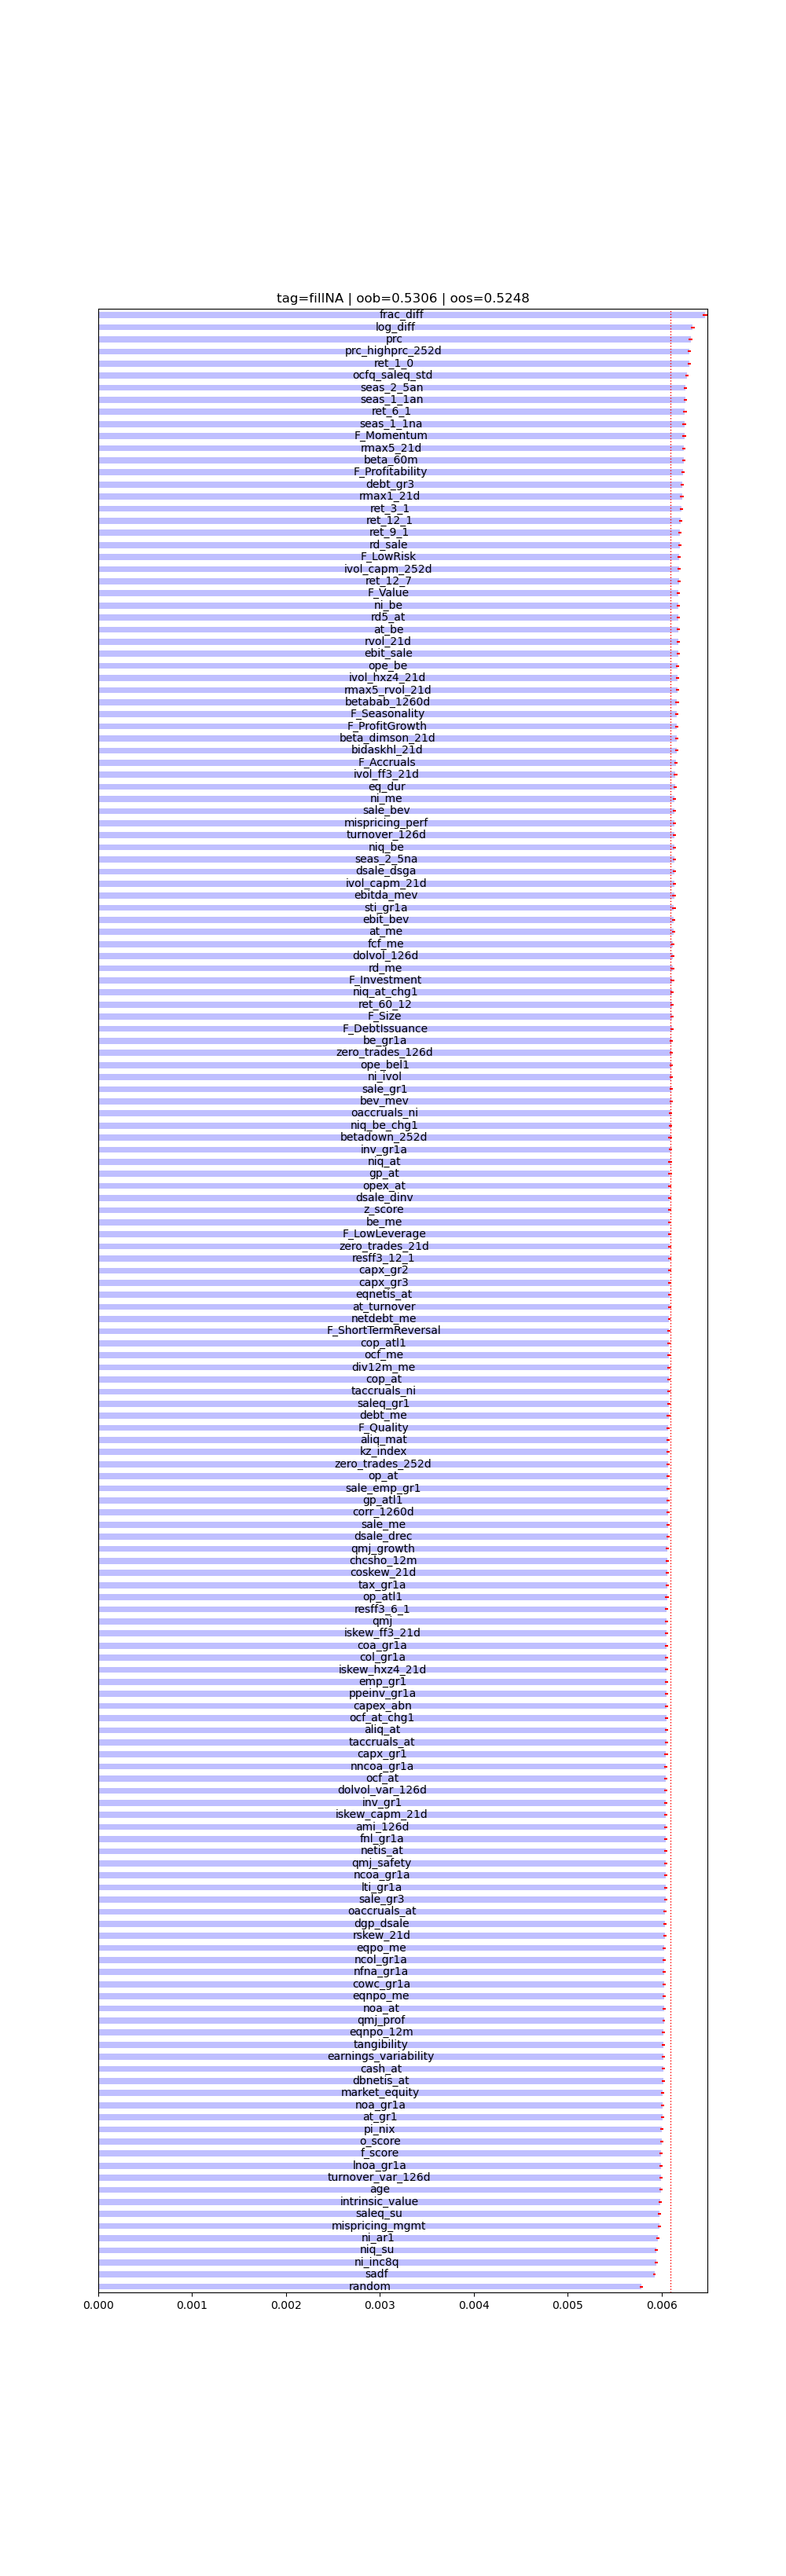 tag=fillNA | oob=0.5306 | oos=0.5248
frac_diff
log_diff
prc
prc_highprc_252d
ret_1_0
ocfq_saleq_std
seas_2_5an
seas_1_1an
ret_6_1
seas_1_1na
F_Momentum
rmax5_21d
beta_60m
F_Profitability
debt_gr3
rmax1_21d
ret_3_1
ret_12_1
ret_9_1
rd_sale
F_LowRisk
ivol_capm_252d
ret_12_7
F_Value
ni_be
rd5_at
at_be
rvol_21d
ebit_sale
ope_be
ivol_hxz4_21d
rmax5_rvol_21d
betabab_1260d
F_Seasonality
F_ProfitGrowth
beta_dimson_21d
bidaskhl_21d
F_Accruals
ivol_ff3_21d
eq_dur
ni_me
sale_bev
mispricing_perf
turnover_126d
niq_be
seas_2_5na
dsale_dsga
ivol_capm_21d
ebitda_mev
sti_gr1a
ebit_bev
at_me
fcf_me
dolvol_126d
rd_me
F_Investment
niq_at_chg1
ret_60_12
F_Size
F_DebtIssuance
be_gr1a
zero_trades_126d
ope_bel1
ni_ivol
sale_gr1
bev_mev
oaccruals_ni
niq_be_chg1
betadown_252d
inv_gr1a
niq_at
gp_at
opex_at
dsale_dinv
z_score
be_me
F_LowLeverage
zero_trades_21d
resff3_12_1
capx_gr2
capx_gr3
eqnetis_at
at_turnover
netdebt_me
F_ShortTermReversal
cop_atl1
ocf_me
div12m_me
cop_at
taccruals_ni
saleq_gr1
debt_me
F_Quality
aliq_mat
kz_index
zero_trades_252d
op_at
sale_emp_gr1
gp_atl1
corr_1260d
sale_me
dsale_drec
qmj_growth
chcsho_12m
coskew_21d
tax_gr1a
op_atl1
resff3_6_1
qmj
iskew_ff3_21d
coa_gr1a
col_gr1a
iskew_hxz4_21d
emp_gr1
ppeinv_gr1a
capex_abn
ocf_at_chg1
aliq_at
taccruals_at
capx_gr1
nncoa_gr1a
ocf_at
dolvol_var_126d
inv_gr1
iskew_capm_21d
ami_126d
fnl_gr1a
netis_at
qmj_safety
ncoa_gr1a
lti_gr1a
sale_gr3
oaccruals_at
dgp_dsale
rskew_21d
eqpo_me
ncol_gr1a
nfna_gr1a
cowc_gr1a
eqnpo_me
noa_at
qmj_prof
eqnpo_12m
tangibility
earnings_variability
cash_at
dbnetis_at
market_equity
noa_gr1a
at_gr1
pi_nix
o_score
f_score
lnoa_gr1a
turnover_var_126d
age
intrinsic_value
saleq_su
mispricing_mgmt
ni_ar1
niq_su
ni_inc8q
sadf
random
0.000 0.001 0.002 0.003 0.004 0.005 0.006